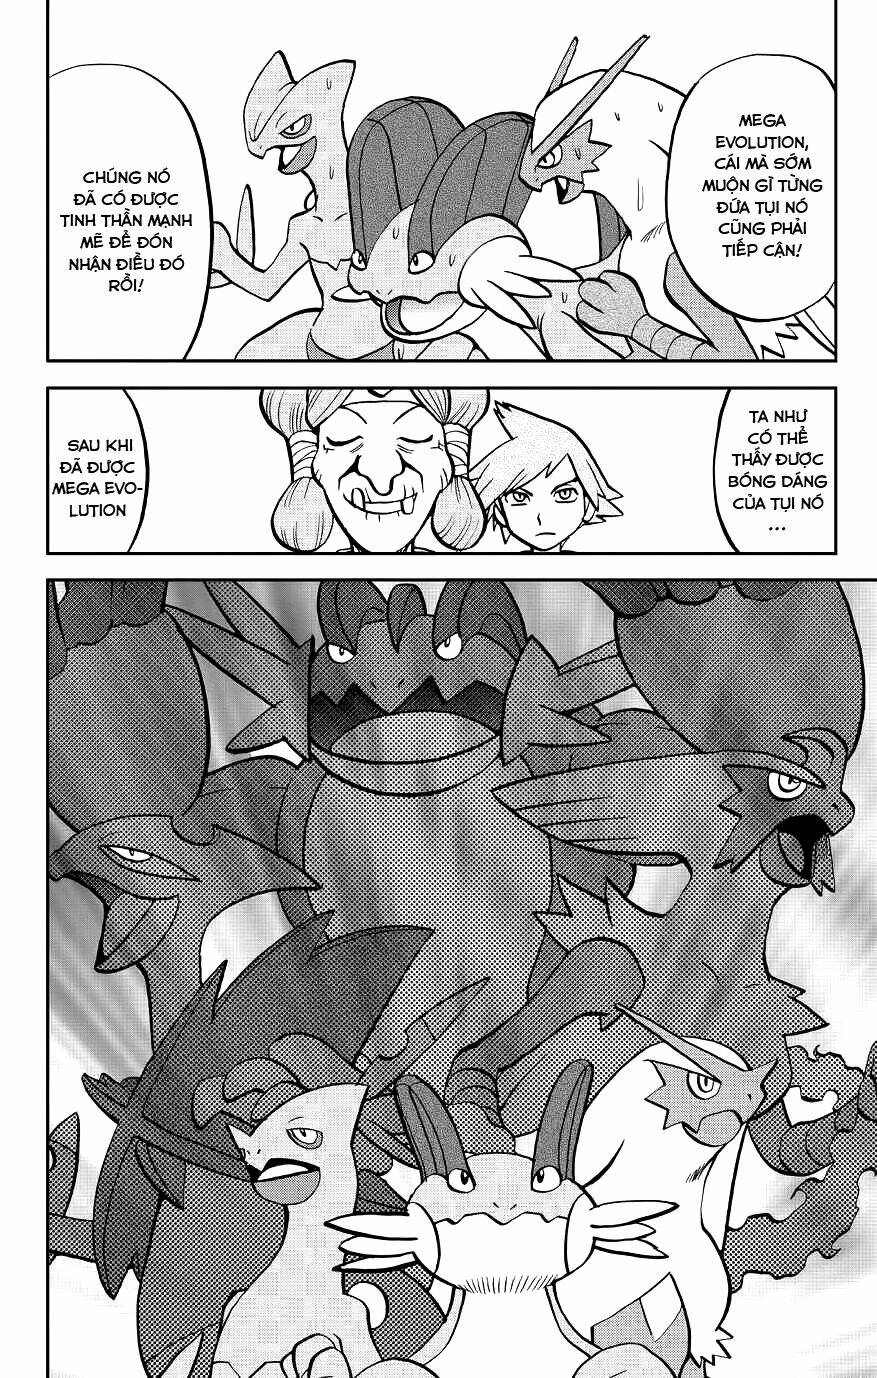 MEGA
EVOLUTION,
CÁI MÀ SỚM
MUỘN GÌ TỪNG
ĐỨA TỤI NÓ
CŨNG PHẢI
TIẾP CẬN!
CHÚNG NÓ
ĐÃ CÓ ĐƯỢC
TINH THẦN MẠNH
MẼ ĐỂ ĐÓN
NHẬN ĐIỀU ĐÓ
RỒI!
TA NHƯ
CÓ THỂ
THẤY ĐƯỢC
BÓNG DÁNG
CỦA TỤI NÓ
...
SAU KHI
ĐÃ ĐƯỢC
MEGA EVO-
LUTION